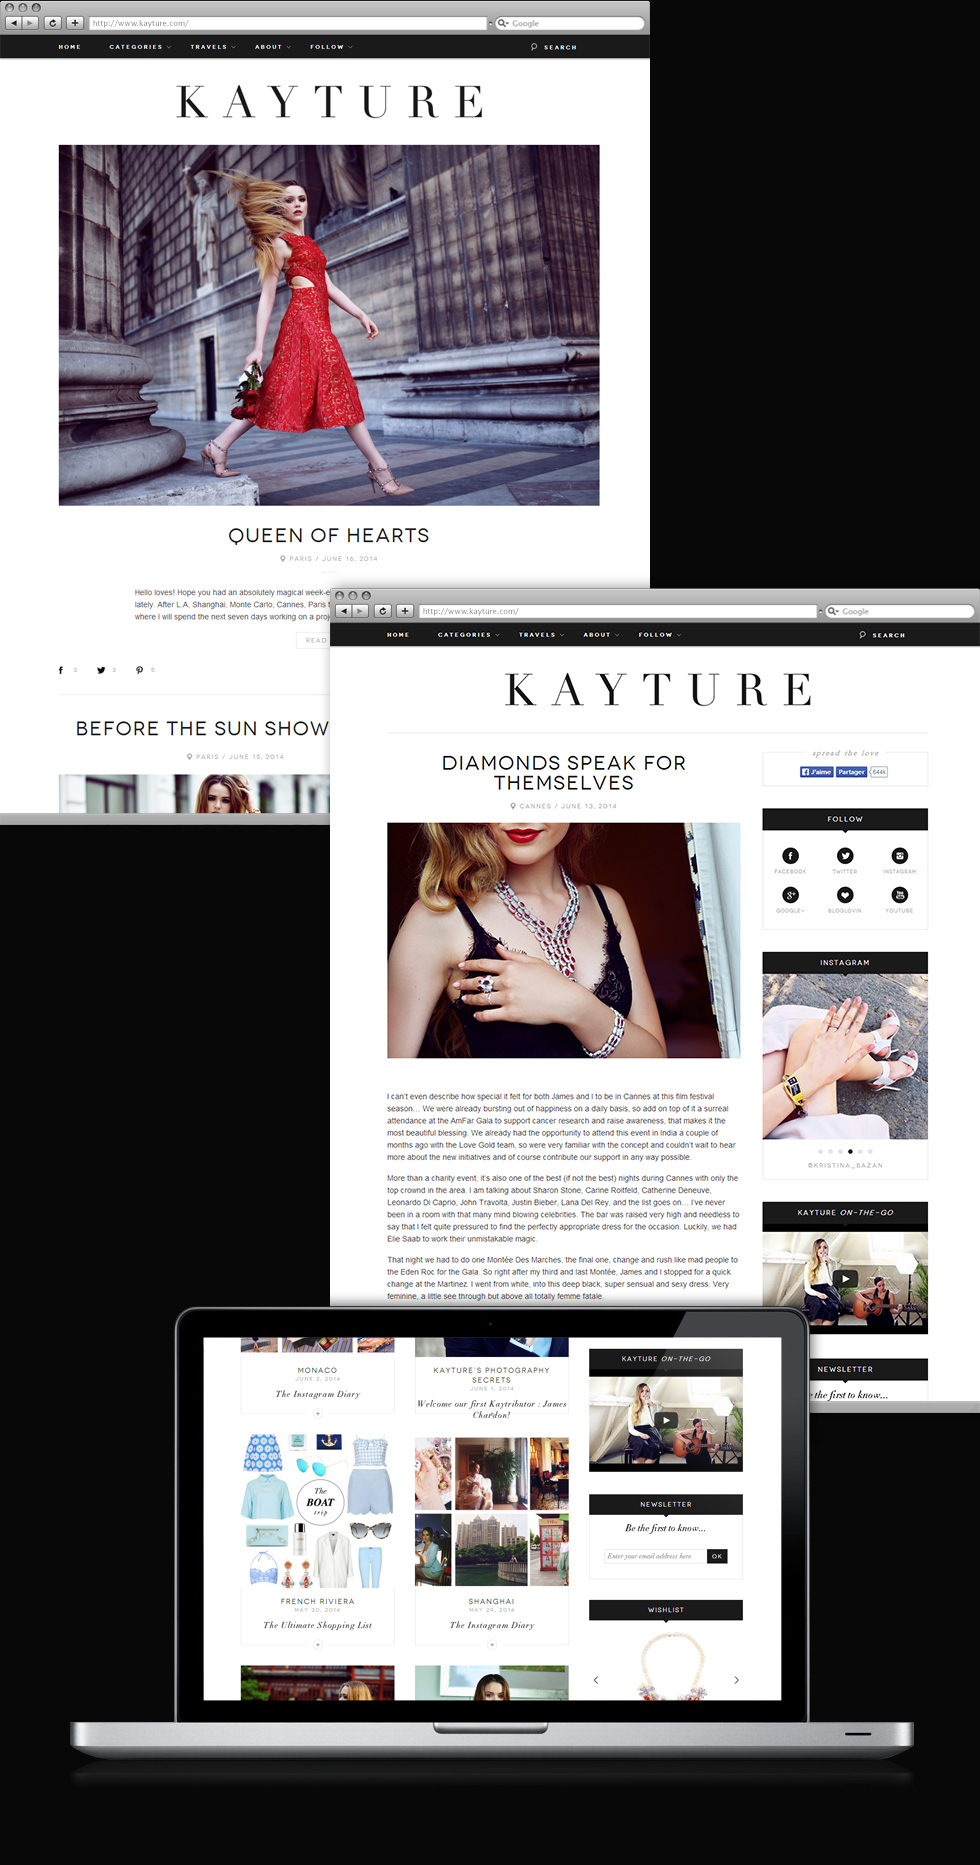 http://www.kayture.com/
Google
HOME CATEGORIES TRAVELS ABOUT FOLLOW SEARCH
KAYTURE
QUEEN OF HEARTS
PARIS / JUNE 16, 2014
Hello loves! Hope you had an absolutely magical week-e
lately. After L.A, Shanghai, Monte Carlo, Cannes, Paris t
where I will spend the next seven days working on a proj
READ
3 3 5
BEFORE THE SUN SHOW
PARIS / JUNE 15, 2014
http://www.kayture.com/
Google
HOME CATEGORIES TRAVELS ABOUT FOLLOW SEARCH
KAYTURE
DIAMONDS SPEAK FOR
THEMSELVES
CANNES / JUNE 13, 2014
I can't even describe how special it felt for both James and I to be in Cannes at this film festival
season… We were already bursting out of happiness on a daily basis, so add on top of it a surreal
attendance at the AmFar Gala to support cancer research and raise awareness, that makes it the
most beautiful blessing. We already had the opportunity to attend this event in India a couple of
months ago with the Love Gold team, so were very familiar with the concept and couldn't wait to hear
more about the new initiatives and of course contribute our support in any way possible.
More than a charity event, it's also one of the best (if not the best) nights during Cannes with only the
top crownd in the area. I am talking about Sharon Stone, Carine Roitfeld, Catherine Deneuve,
Leonardo Di Caprio, John Travolta, Justin Bieber, Lana Del Rey, and the list goes on… I've never
been in a room with that many mind blowing celebrities. The bar was raised very high and needless to
say that I felt quite pressured to find the perfectly appropriate dress for the occasion. Luckily, we had
Elie Saab to work their unmistakable magic.
That night we had to do one Montée Des Marches, the final one, change and rush like mad people to
the Eden Roc for the Gala. So right after my third and last Montée, James and I stopped for a quick
change at the Martinez. I went from white, into this deep black, super sensual and sexy dress. Very
feminine, a little see through but above all totally femme fatale.
spread the love
J'aime Partager 644k
FOLLOW
FACEBOOK TWITTER INSTAGRAM
GOOGLE+ BLOGLOVIN YOUTUBE
INSTAGRAM
@KRISTINA_BAZAN
KAYTURE ON-THE-GO
NEWSLETTER
e the first to know...
MONACO
JUNE 2, 2014
The Instagram Diary
The
BOAT
trip
FRENCH RIVIERA
MAY 30, 2014
The Ultimate Shopping List
KAYTURE'S PHOTOGRAPHY
SECRETS
JUNE 1, 2014
Welcome our first Kaytributor : James
Chardon!
SHANGHAI
MAY 29, 2014
The Instagram Diary
KAYTURE ON-THE-GO
NEWSLETTER
Be the first to know...
Enter your email address here OK
WISHLIST